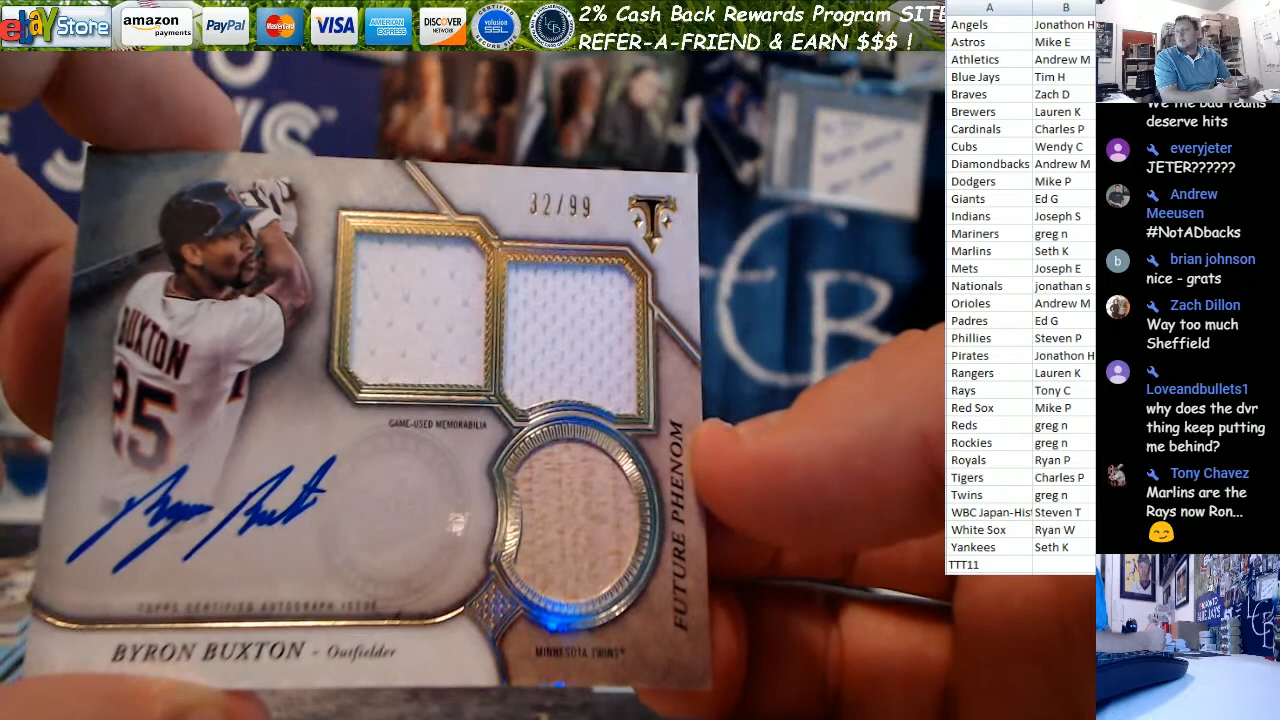 ebay Store
amazon
payments
PayPal
MasterCard
VISA
AMERICAN
EXPRESS
DISCOVER
NETWORK
volusion
SSL
2% Cash Back Rewards Program SITE
REFER-A-FRIEND & EARN $$$ !
32/99
BUXTON
25
GAME-USED MEMORABILIA
FUTURE PHENOM
TOPPS CERTIFIED AUTOGRAPH ISSUE
BYRON BUXTON - Outfielder
MINNESOTA TWINS
A B
Angels Jonathon H
Astros Mike E
Athletics Andrew M
Blue Jays Tim H
Braves Zach D
Brewers Lauren K
Cardinals Charles P
Cubs Wendy C
Diamondbacks Andrew M
Dodgers Mike P
Giants Ed G
Indians Joseph S
Mariners greg n
Marlins Seth K
Mets Joseph E
Nationals jonathan s
Orioles Andrew M
Padres Ed G
Phillies Steven P
Pirates Jonathon H
Rangers Lauren K
Rays Tony C
Red Sox Mike P
Reds greg n
Rockies greg n
Royals Ryan P
Tigers Charles P
Twins greg n
WBC Japan-Hist Steven T
White Sox Ryan W
Yankees Seth K
TTT11
deserve hits
everyjeter
JETER??????
Andrew
Meeusen
#NotADbacks
b brian johnson
nice - grats
Zach Dillon
Way too much
Sheffield
Loveandbullets1
why does the dvr
thing keep putting
me behind?
Tony Chavez
Marlins are the
Rays now Ron...